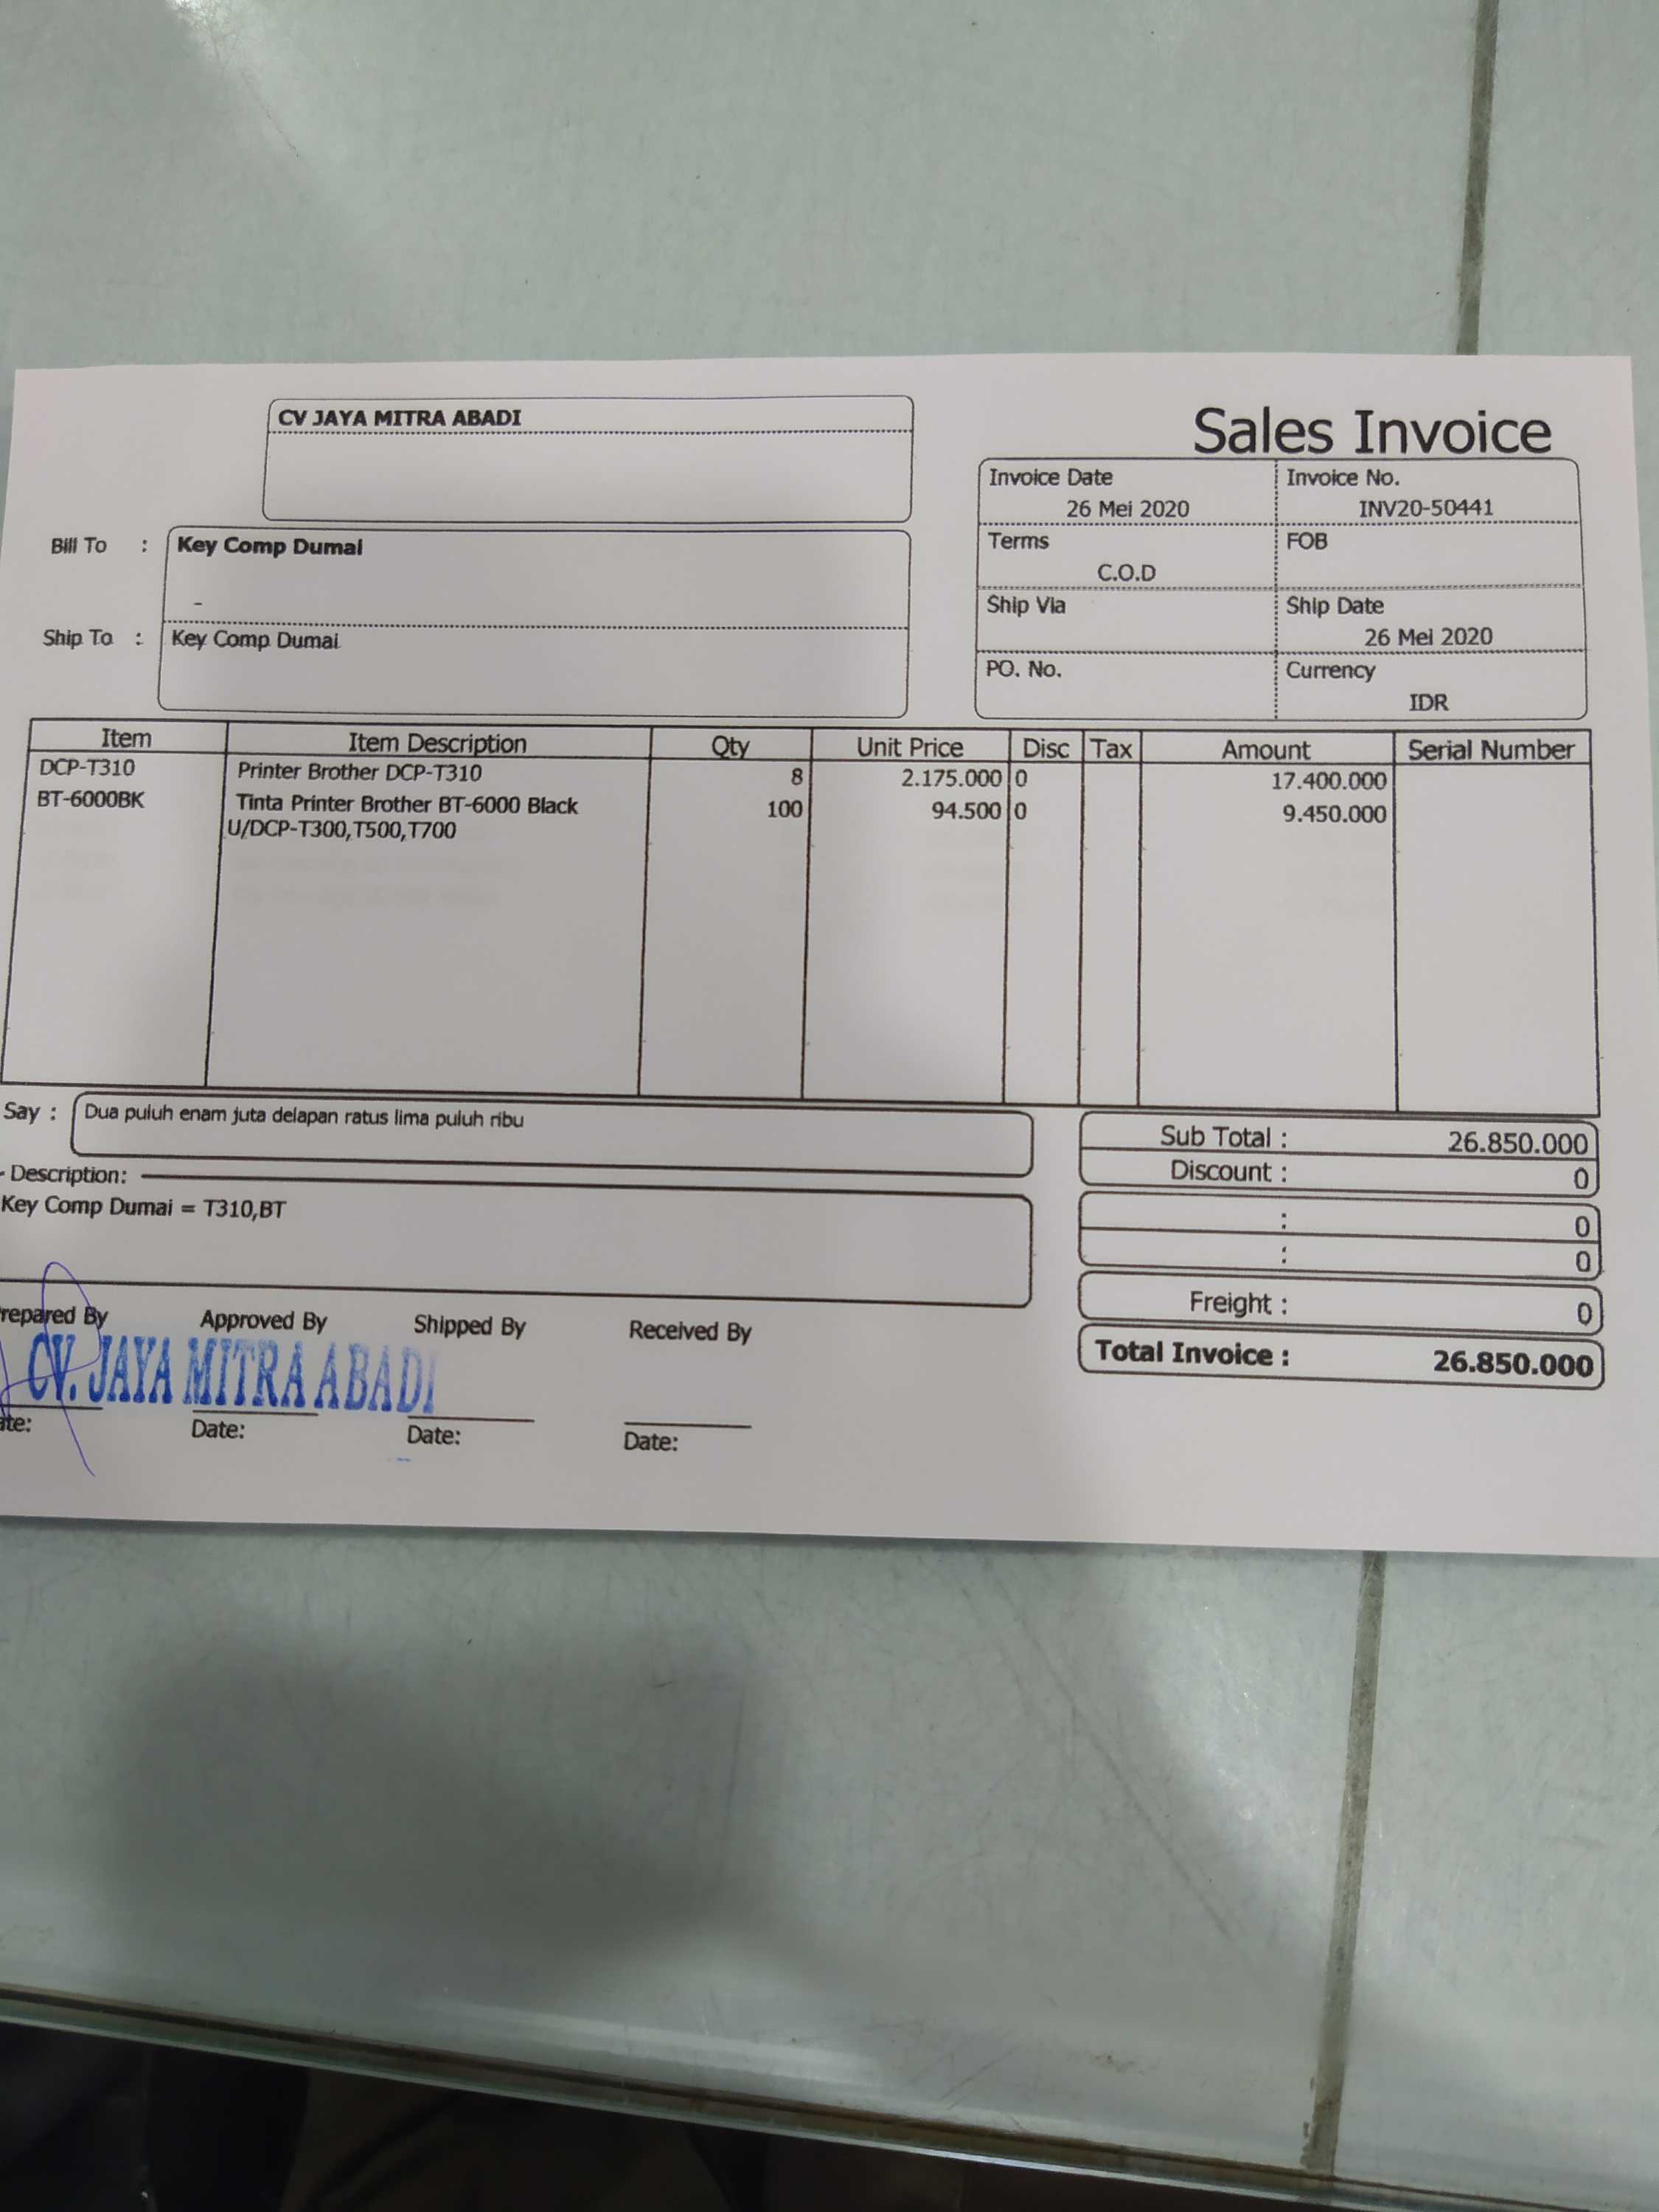 CV JAYA MITRA ABADI
Sales Invoice
Invoice Date
26 Mei 2020
Invoice No.
INV20-50441
Terms
C.O.D
FOB
Ship Via
Ship Date
26 Mei 2020
PO. No.
Currency
IDR
Bill To : Key Comp Dumai
-
Ship To : Key Comp Dumai
Item Item Description Qty Unit Price Disc Tax Amount Serial Number
DCP-T310 Printer Brother DCP-T310 8 2.175.000 0 17.400.000
BT-6000BK Tinta Printer Brother BT-6000 Black 100 94.500 0 9.450.000
U/DCP-T300,T500,T700
Say : Dua puluh enam juta delapan ratus lima puluh ribu
Description:
Key Comp Dumai = T310,BT
Sub Total : 26.850.000
Discount : 0
: 0
: 0
Freight : 0
Total Invoice : 26.850.000
repared By Approved By Shipped By Received By
CV. JAYA MITRA ABADI
ate: Date: Date: Date: